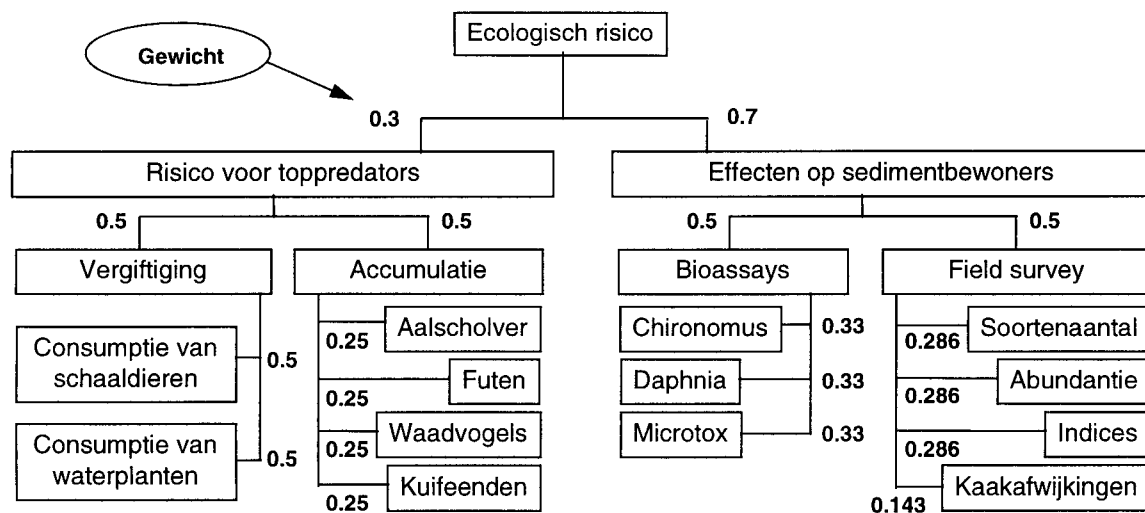 Ecologisch risico
Gewicht
0.3
0.7
Risico voor toppredators
Effecten op sedimentbewoners
0.5
0.5
0.5
0.5
Vergiftiging
Accumulatie
Bioassays
Field survey
Consumptie van
schaaldieren
0.5
Consumptie van
waterplanten
0.5
Aalscholver
0.25
Futen
0.25
Waadvogels
0.25
Kuifeenden
0.25
Chironomus
0.33
Daphnia
0.33
Microtox
0.33
Soortenaantal
0.286
Abundantie
0.286
Indices
0.286
Kaakafwijkingen
0.143